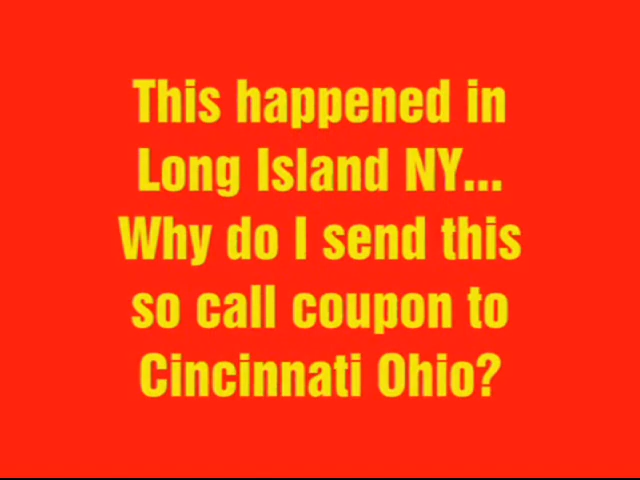 This happened in
Long Island NY...
Why do I send this
so call coupon to
Cincinnati Ohio?